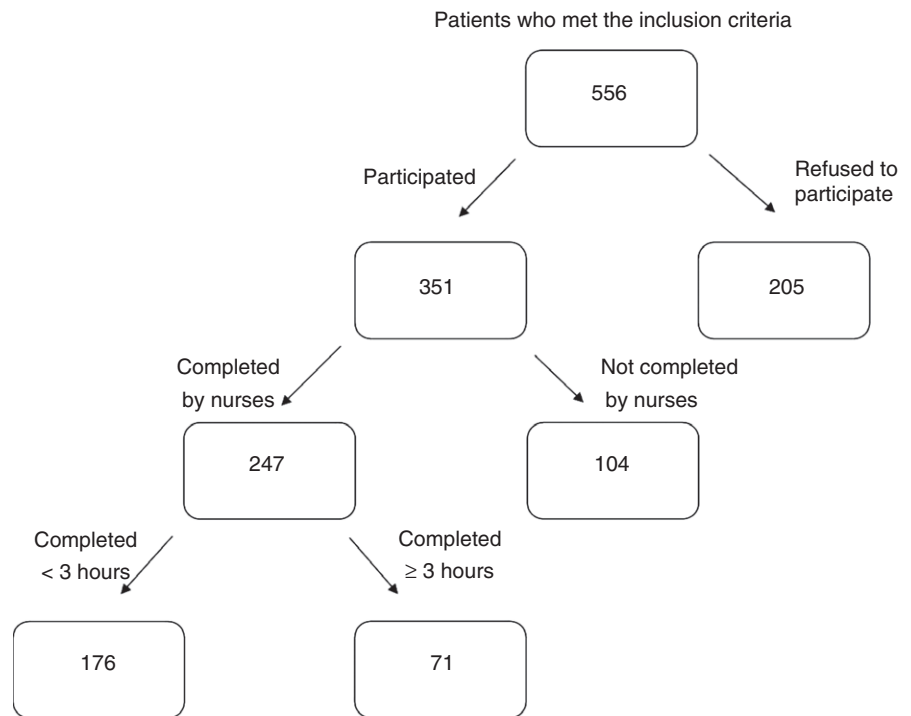 Patients who met the inclusion criteria
556
Participated
Refused to
participate
351
205
Completed
by nurses
Not completed
by nurses
247
104
Completed
< 3 hours
Completed
≥ 3 hours
176
71